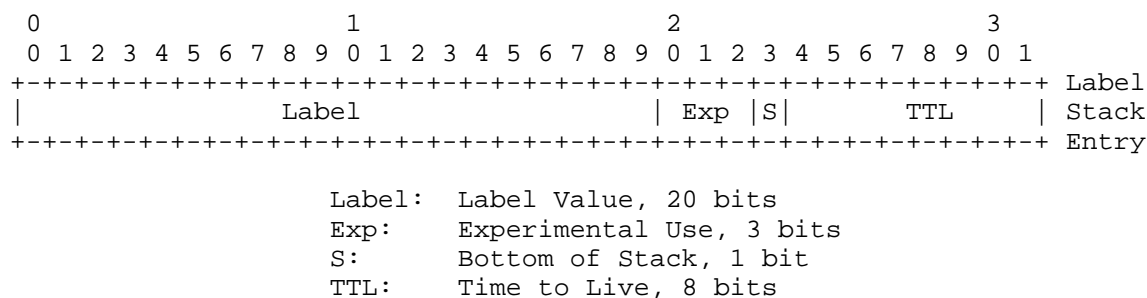 0                   1                   2                   3
 0 1 2 3 4 5 6 7 8 9 0 1 2 3 4 5 6 7 8 9 0 1 2 3 4 5 6 7 8 9 0 1
+-+-+-+-+-+-+-+-+-+-+-+-+-+-+-+-+-+-+-+-+-+-+-+-+-+-+-+-+-+-+-+-+ Label
|                Label                  | Exp |S|       TTL     | Stack
+-+-+-+-+-+-+-+-+-+-+-+-+-+-+-+-+-+-+-+-+-+-+-+-+-+-+-+-+-+-+-+-+ Entry
                    Label:  Label Value, 20 bits
                    Exp:    Experimental Use, 3 bits
                    S:      Bottom of Stack, 1 bit
                    TTL:    Time to Live, 8 bits